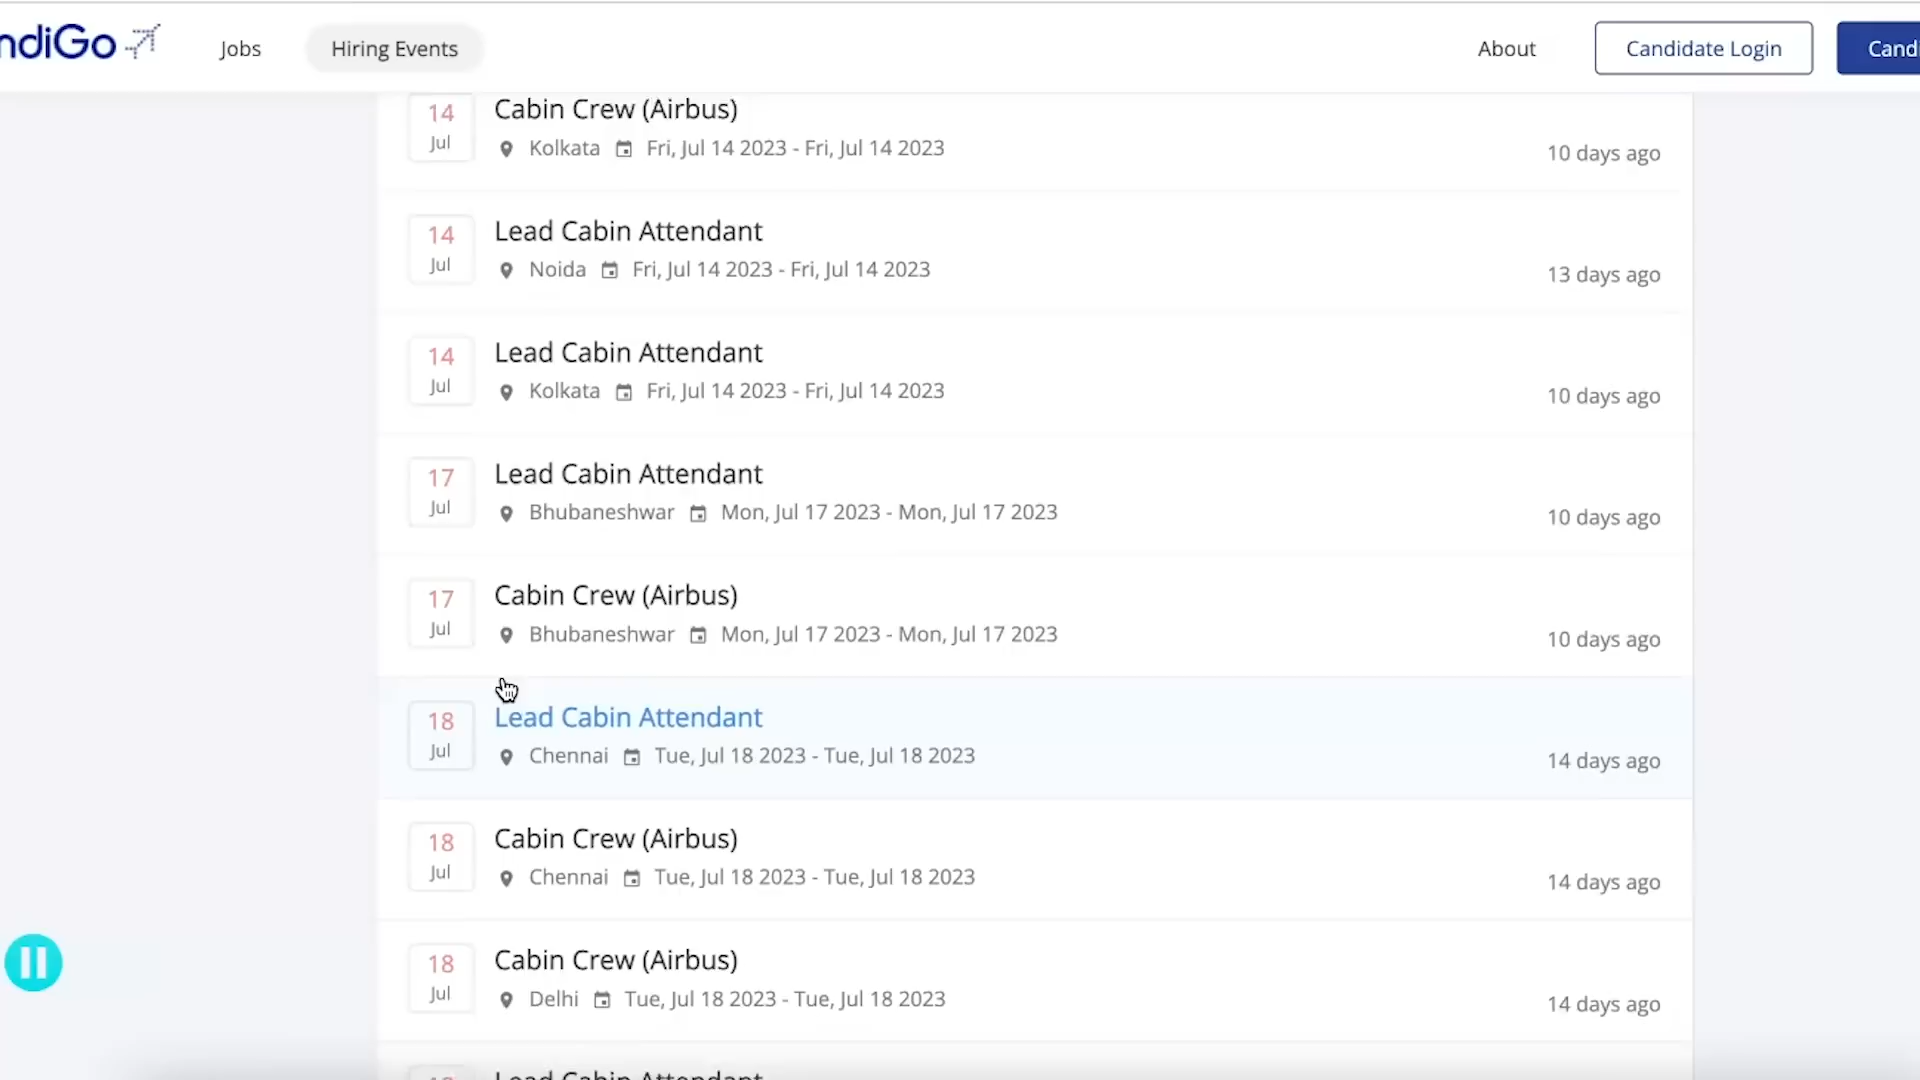 ndiGo
Jobs
Hiring Events
About
Candidate Login
Candi
14
Jul
Cabin Crew (Airbus)
Kolkata Fri, Jul 14 2023 - Fri, Jul 14 2023
10 days ago
14
Jul
Lead Cabin Attendant
Noida Fri, Jul 14 2023 - Fri, Jul 14 2023
13 days ago
14
Jul
Lead Cabin Attendant
Kolkata Fri, Jul 14 2023 - Fri, Jul 14 2023
10 days ago
17
Jul
Lead Cabin Attendant
Bhubaneshwar Mon, Jul 17 2023 - Mon, Jul 17 2023
10 days ago
17
Jul
Cabin Crew (Airbus)
Bhubaneshwar Mon, Jul 17 2023 - Mon, Jul 17 2023
10 days ago
18
Jul
Lead Cabin Attendant
Chennai Tue, Jul 18 2023 - Tue, Jul 18 2023
14 days ago
18
Jul
Cabin Crew (Airbus)
Chennai Tue, Jul 18 2023 - Tue, Jul 18 2023
14 days ago
18
Jul
Cabin Crew (Airbus)
Delhi Tue, Jul 18 2023 - Tue, Jul 18 2023
14 days ago
Lead Cabin Attendant